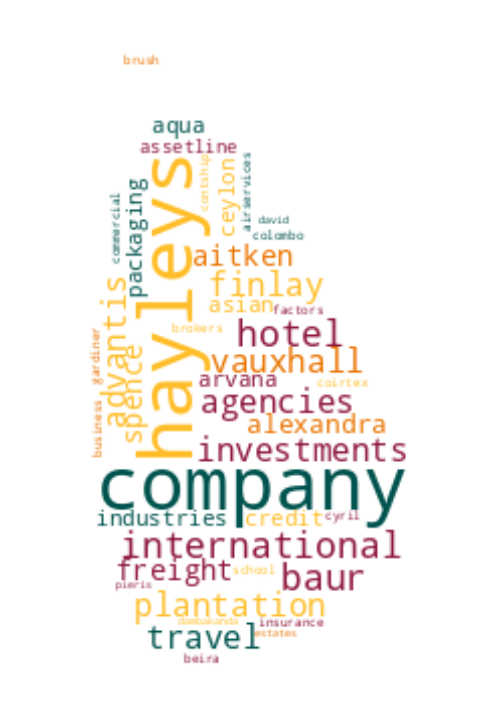 brush
aqua
assetline
contship
airservices
ceylon
packaging
commercial
hayleys
david
colombo
aitken
finlay
asian
factors
advantis
brokers
hotel
gardiner
spence
vauxhall
arvana
coirtex
agencies
business
alexandra
investments
company
industries
credit
cyril
international
freight
school
baur
pieris
plantation
dambakanda
insurance
travel
estates
beira